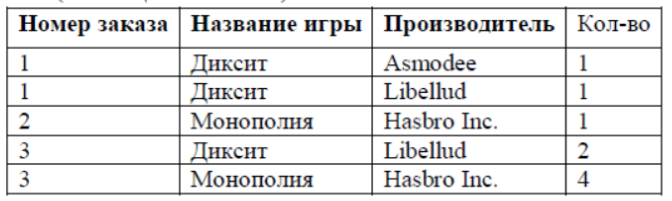 Номер заказа Название игры Производитель Кол-во
1 Диксит Asmodee 1
1 Диксит Libellud 1
2 Монополия Hasbro Inc. 1
3 Диксит Libellud 2
3 Монополия Hasbro Inc. 4